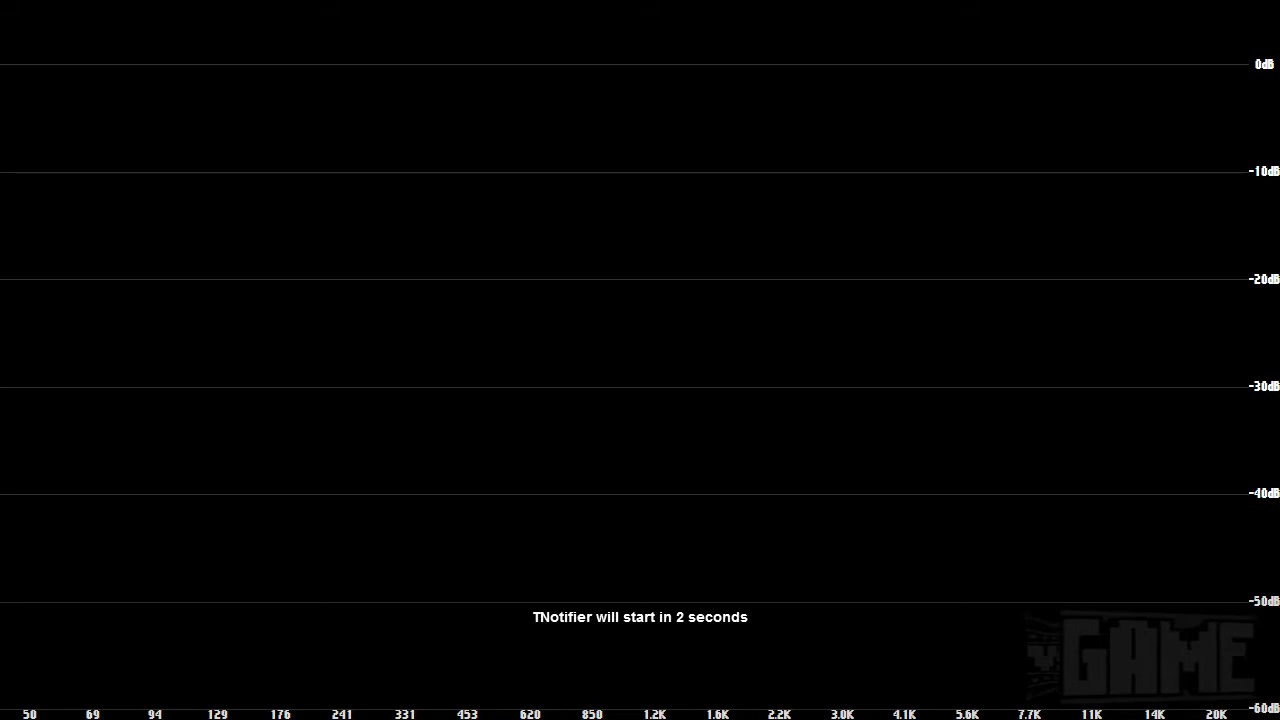 0dB
-10dB
-20dB
-30dB
-40dB
-50dB
TNotifier will start in 2 seconds
v GAME
-60dB
50 69 94 129 176 241 331 453 620 850 1.2K 1.6K 2.2K 3.0K 4.1K 5.6K 7.7K 11K 14K 20K